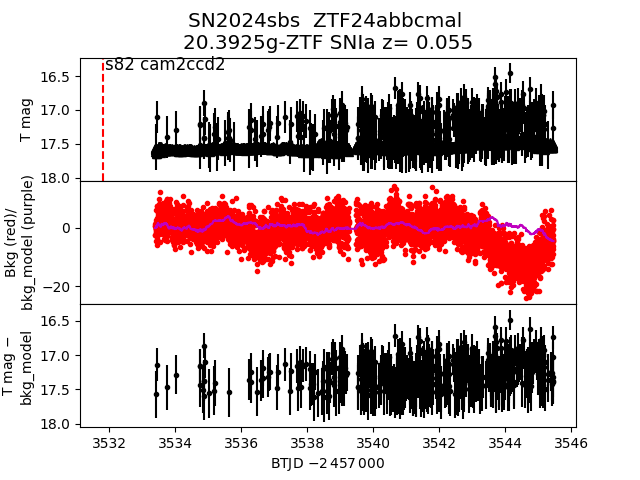 SN2024sbs  ZTF24abbcmal
20.3925g-ZTF SNIa z= 0.055
s82 cam2ccd2
16.5
17.0
17.5
18.0
T mag
0
−20
Bkg (red)/
bkg_model (purple)
16.5
17.0
17.5
18.0
T mag −
bkg_model
3532
3534
3536
3538
3540
3542
3544
3546
BTJD −2 457 000